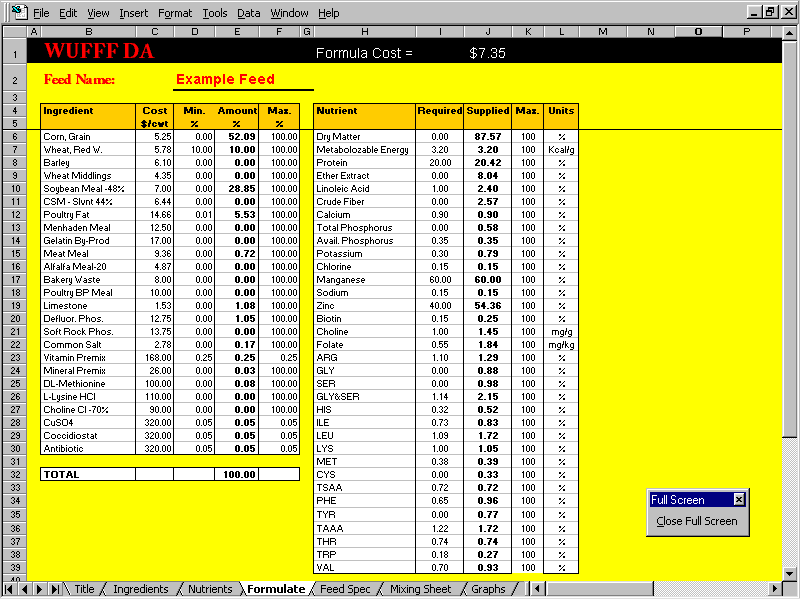 File Edit View Insert Format Tools Data Window Help
A B C D E F G H I J K L M N O P
1 WUFFF DA Formula Cost = $7.35
2 Feed Name: Example Feed
3
4 Ingredient Cost Min. Amount Max. Nutrient Required Supplied Max. Units
5 $/cwt % % %
6 Corn, Grain 5.25 0.00 52.09 100.00 Dry Matter 0.00 87.57 100 %
7 Wheat, Red W. 5.78 10.00 10.00 100.00 Metabolozable Energy 3.20 3.20 100 Kcal/g
8 Barley 6.10 0.00 0.00 100.00 Protein 20.00 20.42 100 %
9 Wheat Middlings 4.35 0.00 0.00 100.00 Ether Extract 0.00 8.04 100 %
10 Soybean Meal -48% 7.00 0.00 28.85 100.00 Linoleic Acid 1.00 2.40 100 %
11 CSM - Slvnt 44% 6.44 0.00 0.00 100.00 Crude Fiber 0.00 2.57 100 %
12 Poultry Fat 14.66 0.01 5.53 100.00 Calcium 0.90 0.90 100 %
13 Menhaden Meal 12.50 0.00 0.00 100.00 Total Phosphorus 0.00 0.58 100 %
14 Gelatin By-Prod 17.00 0.00 0.00 100.00 Avail. Phosphorus 0.35 0.35 100 %
15 Meat Meal 9.36 0.00 0.72 100.00 Potassium 0.30 0.79 100 %
16 Alfalfa Meal-20 4.87 0.00 0.00 100.00 Chlorine 0.15 0.15 100 %
17 Bakery Waste 8.00 0.00 0.00 100.00 Manganese 60.00 60.00 100 %
18 Poultry BP Meal 10.00 0.00 0.00 100.00 Sodium 0.15 0.15 100 %
19 Limestone 1.53 0.00 1.08 100.00 Zinc 40.00 54.36 100 %
20 Defluor. Phos. 12.75 0.00 1.05 100.00 Biotin 0.15 0.25 100 %
21 Soft Rock Phos. 13.75 0.00 0.00 100.00 Choline 1.00 1.45 100 mg/g
22 Common Salt 2.78 0.00 0.17 100.00 Folate 0.55 1.84 100 mg/kg
23 Vitamin Premix 168.00 0.25 0.25 0.25 ARG 1.10 1.29 100 %
24 Mineral Premix 26.00 0.00 0.03 100.00 GLY 0.00 0.88 100 %
25 DL-Methionine 100.00 0.00 0.08 100.00 SER 0.00 0.98 100 %
26 L-Lysine HCl 110.00 0.00 0.00 100.00 GLY&SER 1.14 2.15 100 %
27 Choline Cl -70% 90.00 0.00 0.00 100.00 HIS 0.32 0.52 100 %
28 CuSO4 320.00 0.05 0.05 0.05 ILE 0.73 0.83 100 %
29 Coccidiostat 320.00 0.05 0.05 0.05 LEU 1.09 1.72 100 %
30 Antibiotic 320.00 0.05 0.05 0.05 LYS 1.00 1.05 100 %
31 MET 0.38 0.39 100 %
32 TOTAL 100.00 CYS 0.00 0.33 100 %
33 TSAA 0.72 0.72 100 %
34 PHE 0.65 0.96 100 %
35 TYR 0.00 0.77 100 %
36 TAAA 1.22 1.72 100 %
37 THR 0.74 0.74 100 %
38 TRP 0.18 0.27 100 %
39 VAL 0.70 0.93 100 %
40
Full Screen
Close Full Screen
Title Ingredients Nutrients Formulate Feed Spec Mixing Sheet Graphs